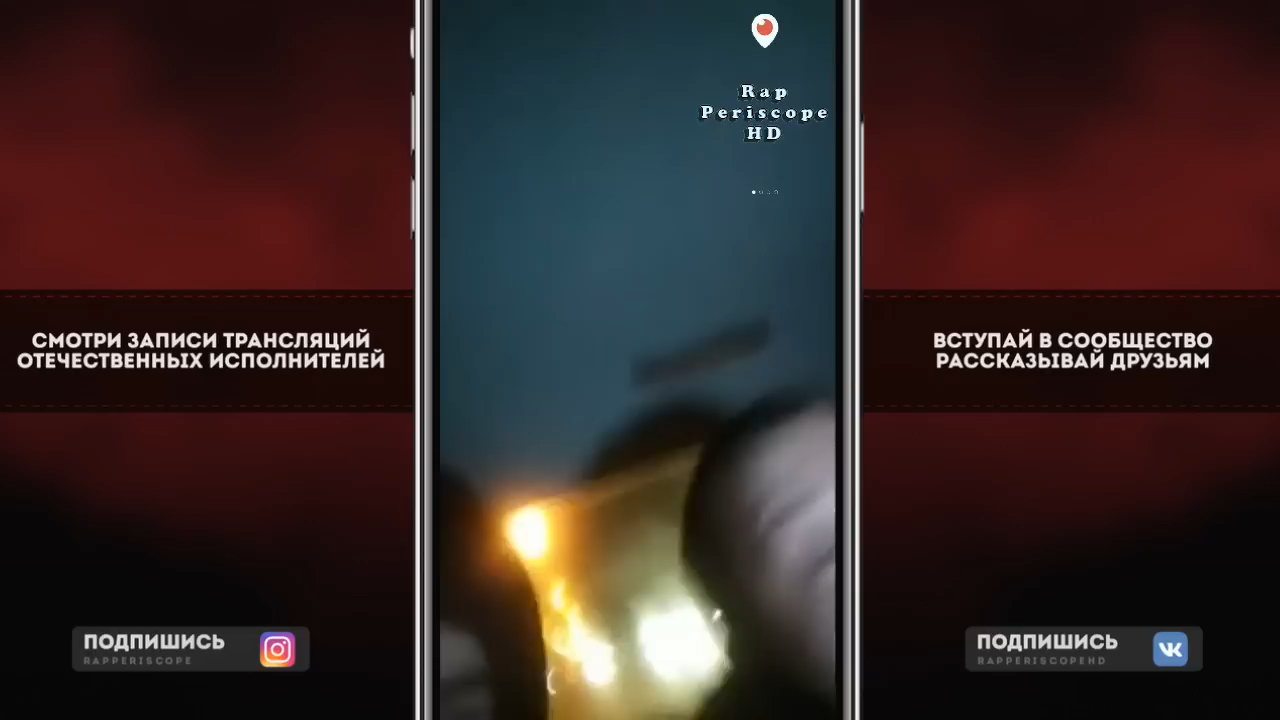 Rap
Periscope
HD
СМОТРИ ЗАПИСИ ТРАНСЛЯЦИЙ
ОТЕЧЕСТВЕННЫХ ИСПОЛНИТЕЛЕЙ
ВСТУПАЙ В СООБЩЕСТВО
РАССКАЗЫВАЙ ДРУЗЬЯМ
ПОДПИШИСЬ
RAPPERISCOPE
ПОДПИШИСЬ
RAPPERISCOPEHD